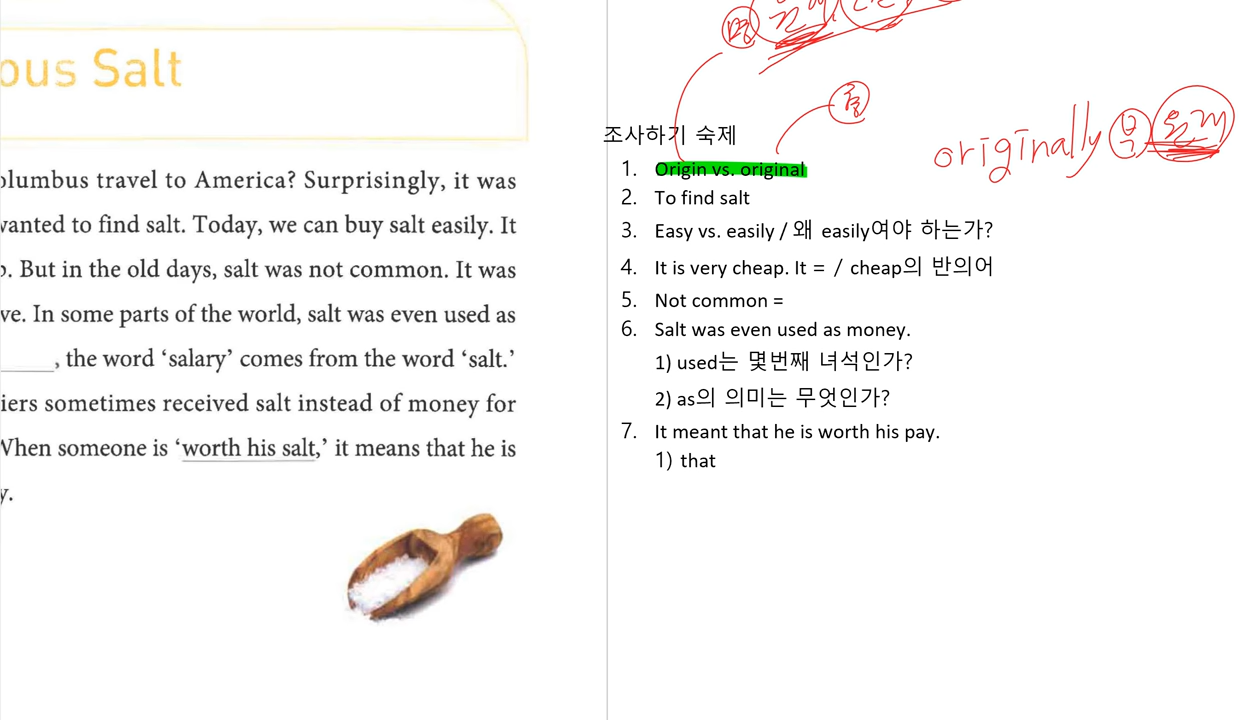 ous Salt
olumbus travel to America? Surprisingly, it was
wanted to find salt. Today, we can buy salt easily. It
. But in the old days, salt was not common. It was
ve. In some parts of the world, salt was even used as
____, the word ‘salary’ comes from the word ‘salt.’
iers sometimes received salt instead of money for
When someone is ‘worth his salt,’ it means that he is
y.
명
형
originally 부 원래
조사하기 숙제
1. Origin vs. original
2. To find salt
3. Easy vs. easily / 왜 easily여야 하는가?
4. It is very cheap. It = / cheap의 반의어
5. Not common =
6. Salt was even used as money.
1) used는 몇번째 녀석인가?
2) as의 의미는 무엇인가?
7. It meant that he is worth his pay.
1) that